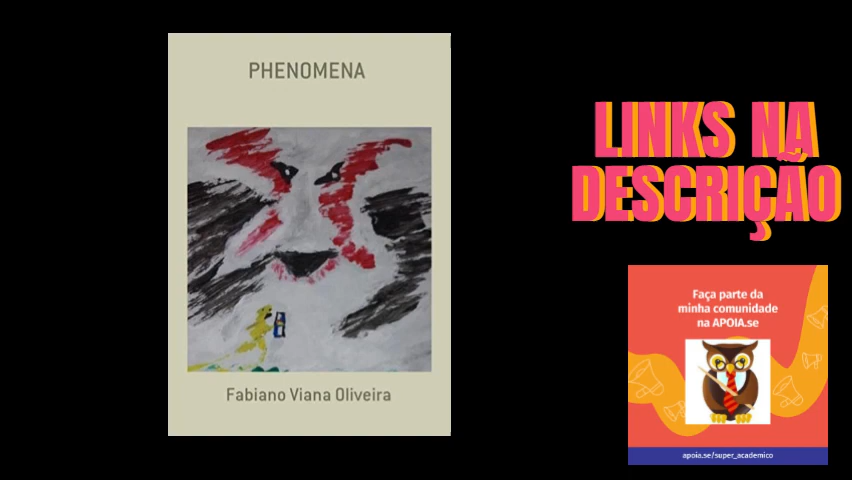 PHENOMENA
Fabiano Viana Oliveira
LINKS NA
DESCRIÇÃO
Faça parte da
minha comunidade
na APOIA.se
apoia.se/super_academico